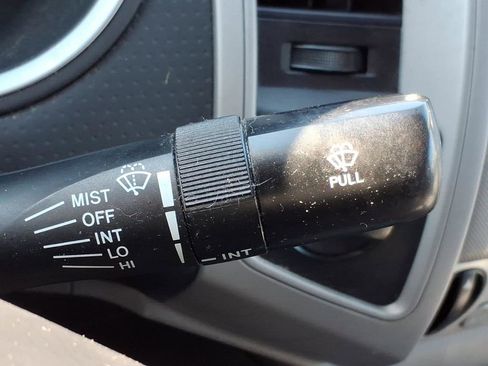 MIST
OFF
INT
LO
HI
INT
PULL